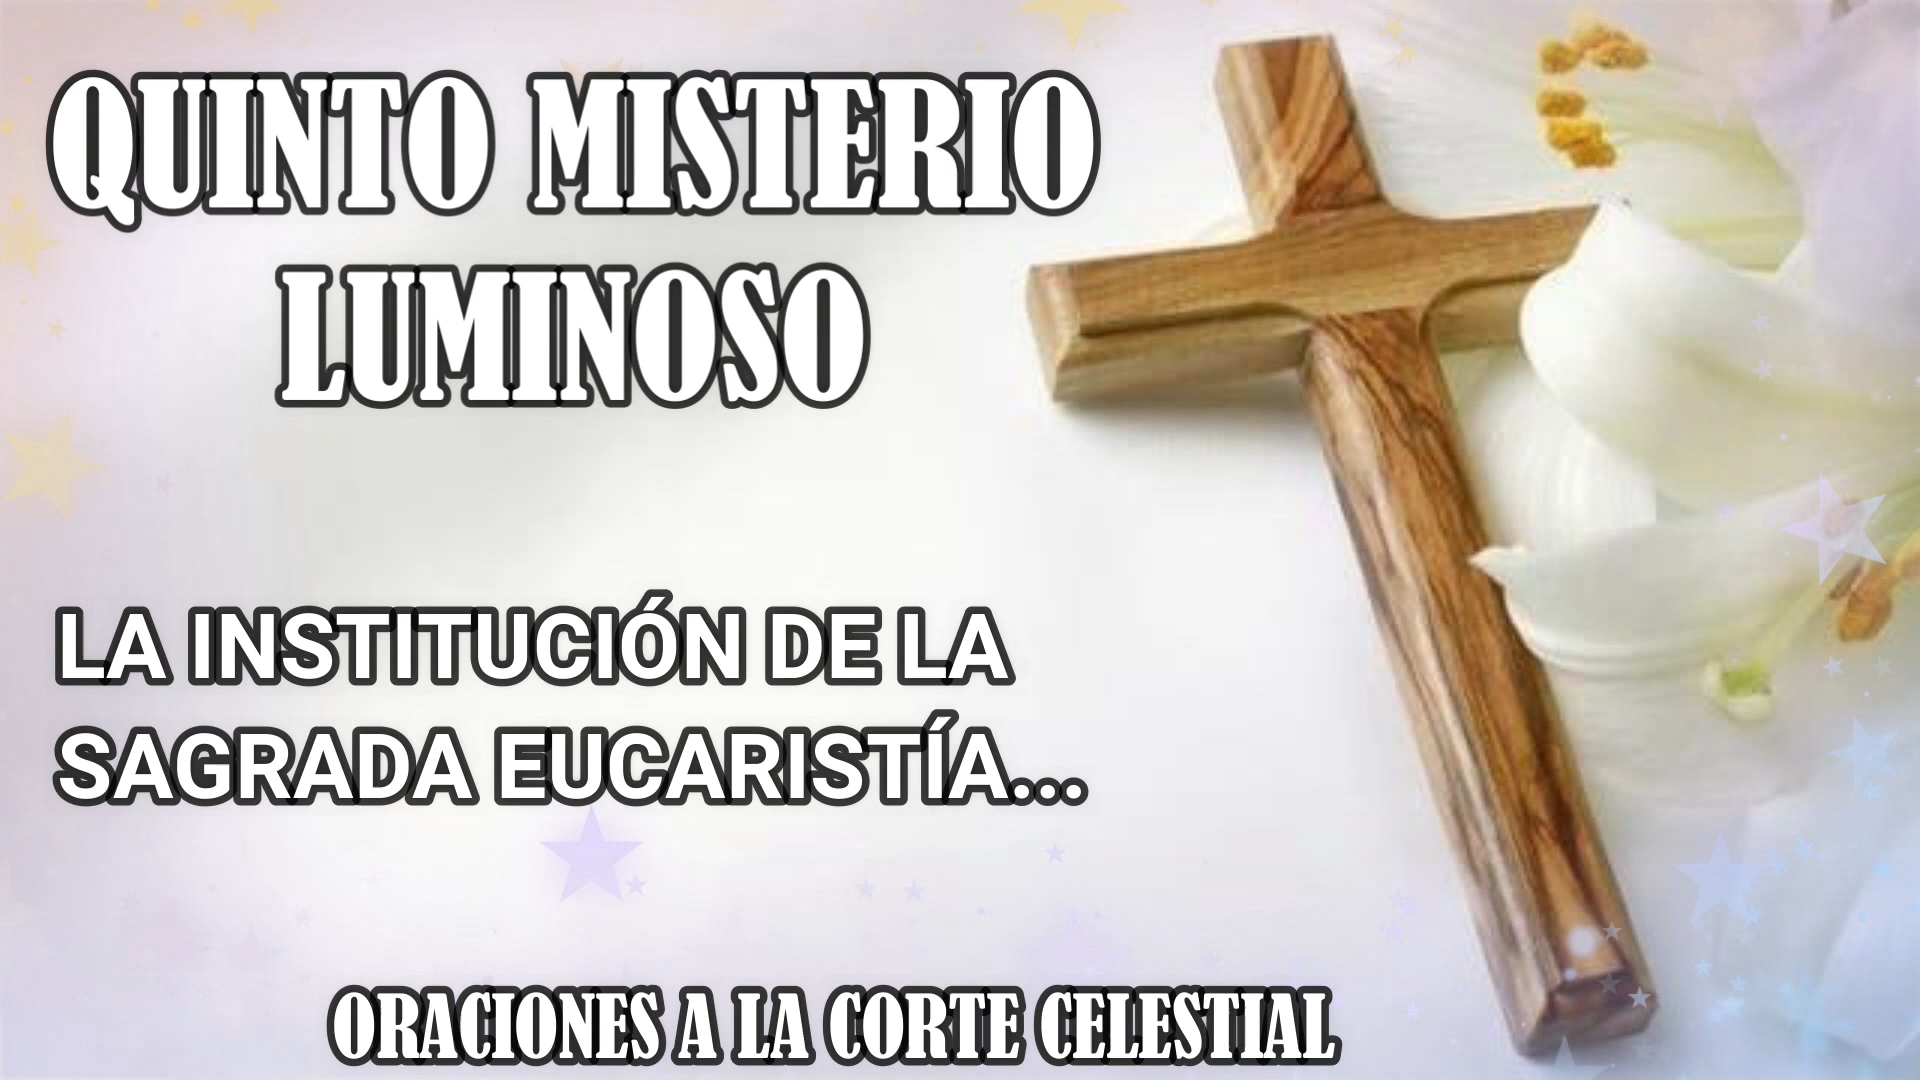 QUINTO MISTERIO
LUMINOSO
LA INSTITUCIÓN DE LA
SAGRADA EUCARISTÍA...
ORACIONES A LA CORTE CELESTIAL